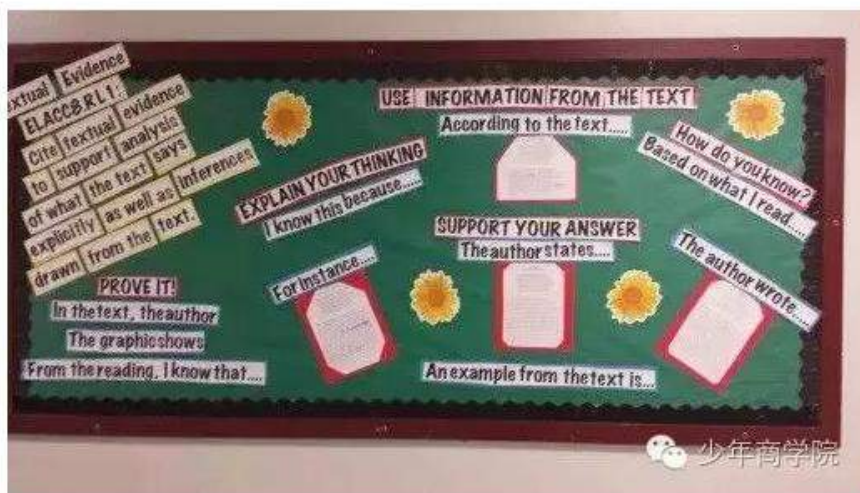 extual Evidence
ELACC8RL1:
Cite textual evidence
to support analysis
of what the text says
explicitly as well as inferences
drawn from the text.
PROVE IT!
In the text, the author
The graphic shows
From the reading, I know that....
EXPLAIN YOUR THINKING
I know this because.....
For instance....
USE INFORMATION FROM THE TEXT
According to the text.....
SUPPORT YOUR ANSWER
The author states....
An example from the text is...
How do you know?
Based on what I read.....
The author wrote.....
少年商学院